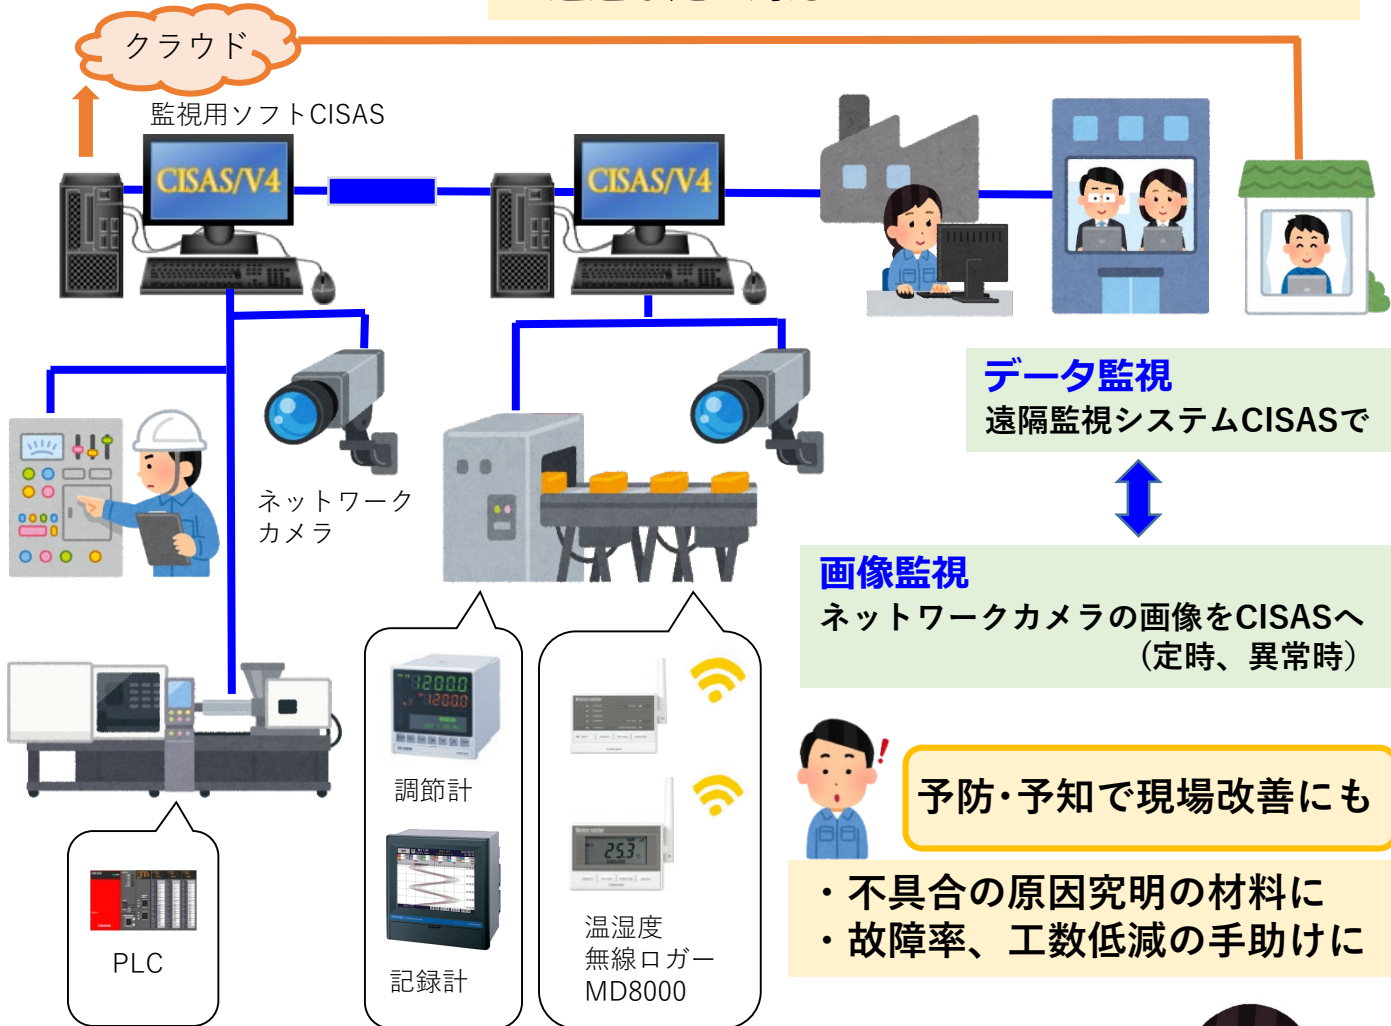 クラウド
監視用ソフトCISAS
CISAS/V4
CISAS/V4
データ監視
遠隔監視システムCISASで
ネットワーク
カメラ
画像監視
ネットワークカメラの画像をCISASへ
（定時、異常時）
調節計
記録計
25.3
温湿度
無線ロガー
MD8000
PLC
予防・予知で現場改善にも
・不具合の原因究明の材料に
・故障率、工数低減の手助けに